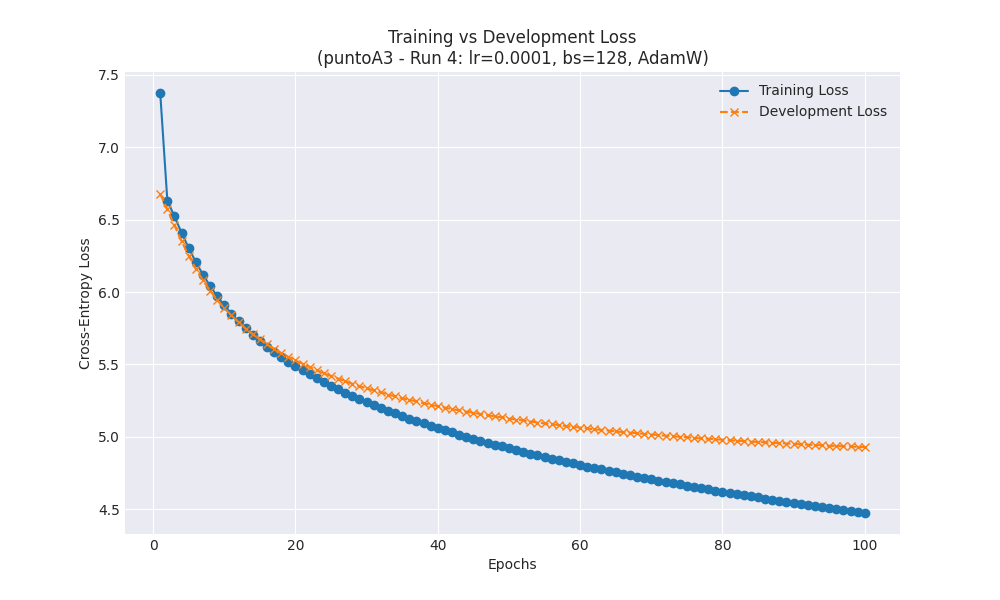 Training vs Development Loss
(puntoA3 - Run 4: lr=0.0001, bs=128, AdamW)
Training Loss
Development Loss
Cross-Entropy Loss
7.5
7.0
6.5
6.0
5.5
5.0
4.5
0 20 40 60 80 100
Epochs